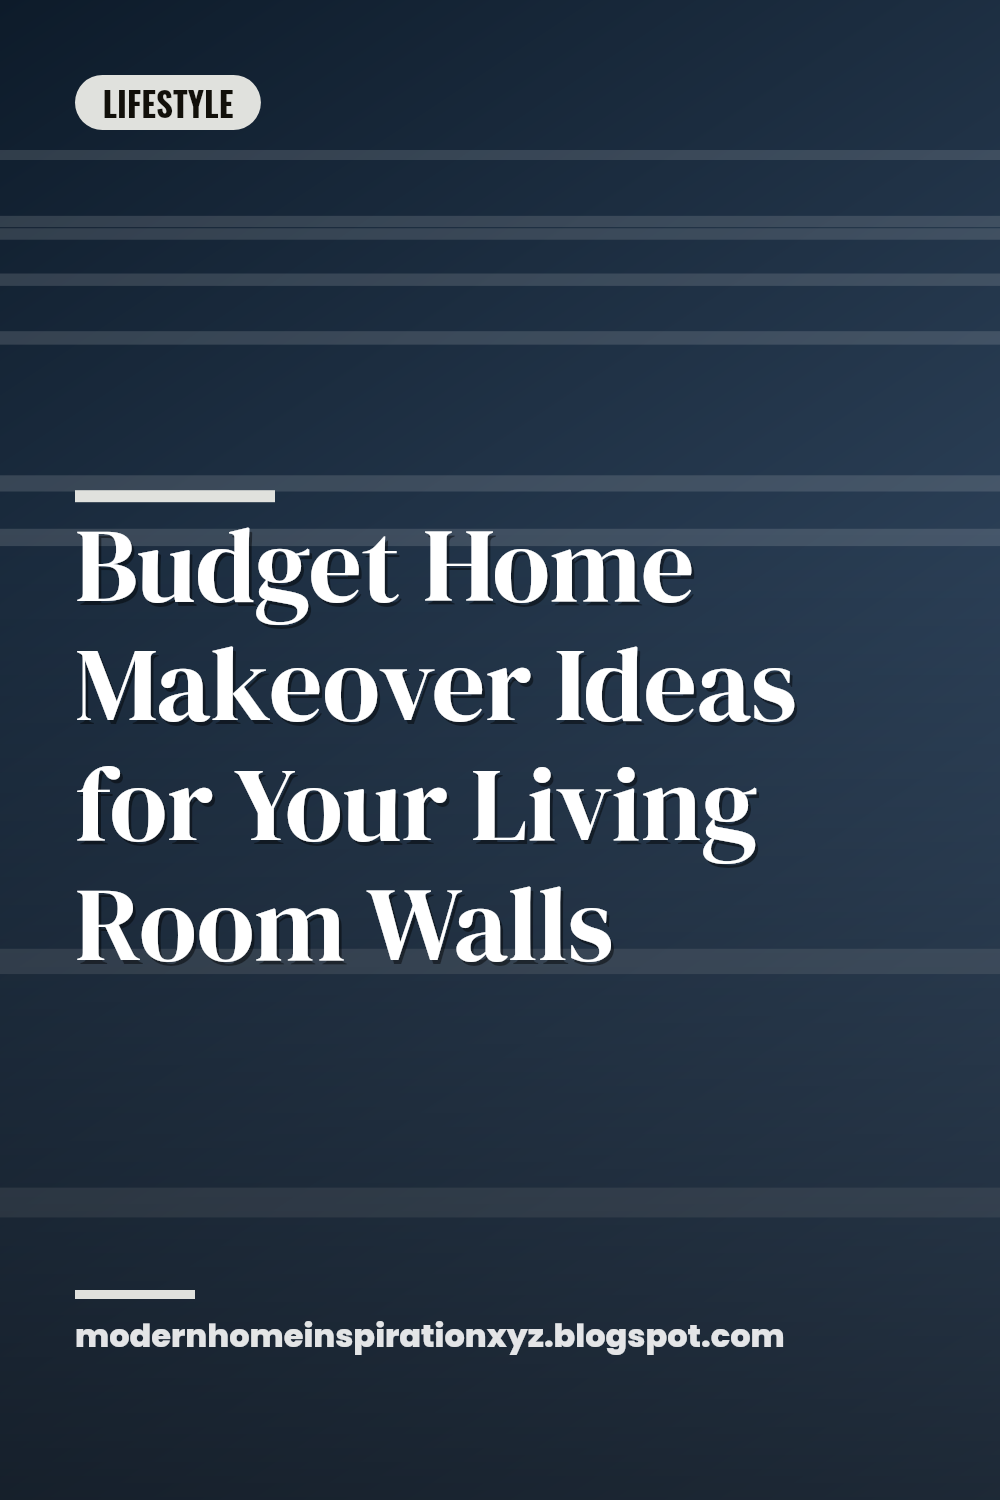 LIFESTYLE
Budget Home
Makeover Ideas
for Your Living
Room Walls
modernhomeinspirationxyz.blogspot.com